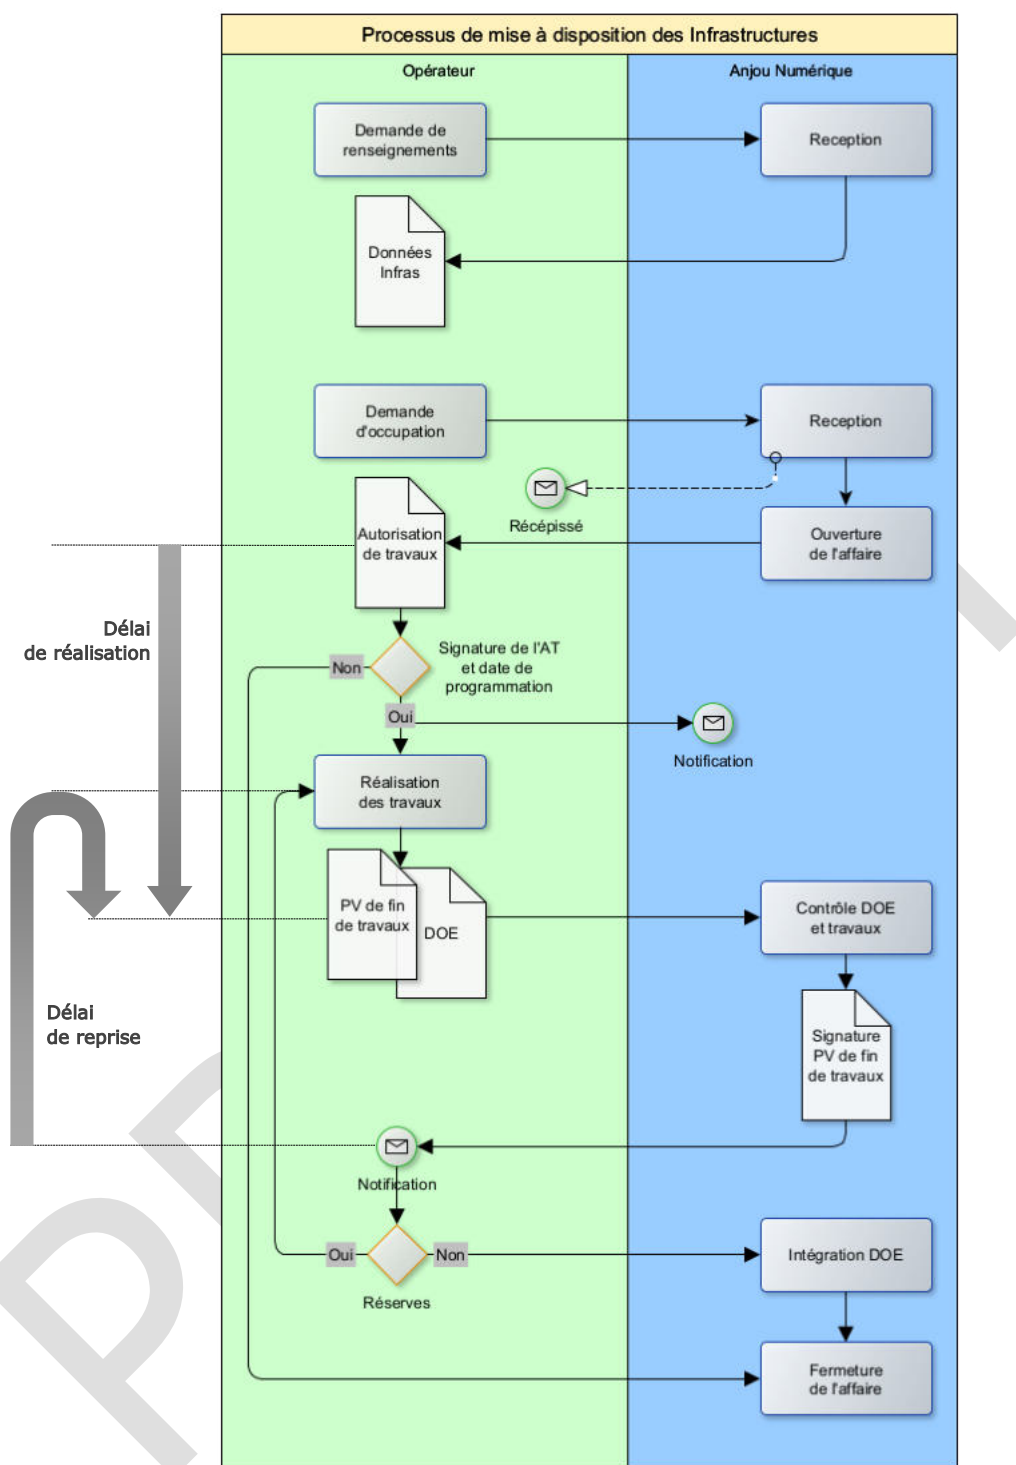 Processus de mise à disposition des Infrastructures
Opérateur
Anjou Numérique
Demande de
renseignements
Reception
Données
Infras
Demande
d'occupation
Reception
Récépissé
Autorisation
de travaux
Ouverture
de l'affaire
Délai
de réalisation
Signature de l'AT
et date de
programmation
Non
Oui
Notification
Réalisation
des travaux
PV de fin
de travaux
DOE
Contrôle DOE
et travaux
Délai
de reprise
Signature
PV de fin
de travaux
Notification
Oui
Non
Réserves
Intégration DOE
Fermeture
de l'affaire